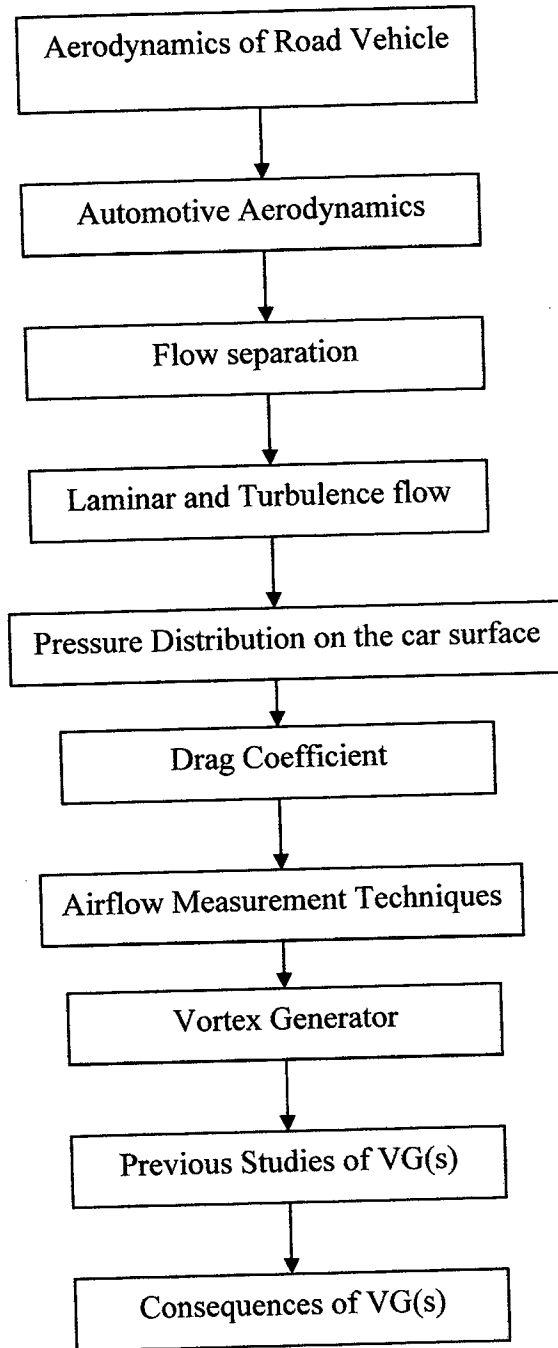 Aerodynamics of Road Vehicle
Automotive Aerodynamics
Flow separation
Laminar and Turbulence flow
Pressure Distribution on the car surface
Drag Coefficient
Airflow Measurement Techniques
Vortex Generator
Previous Studies of VG(s)
Consequences of VG(s)